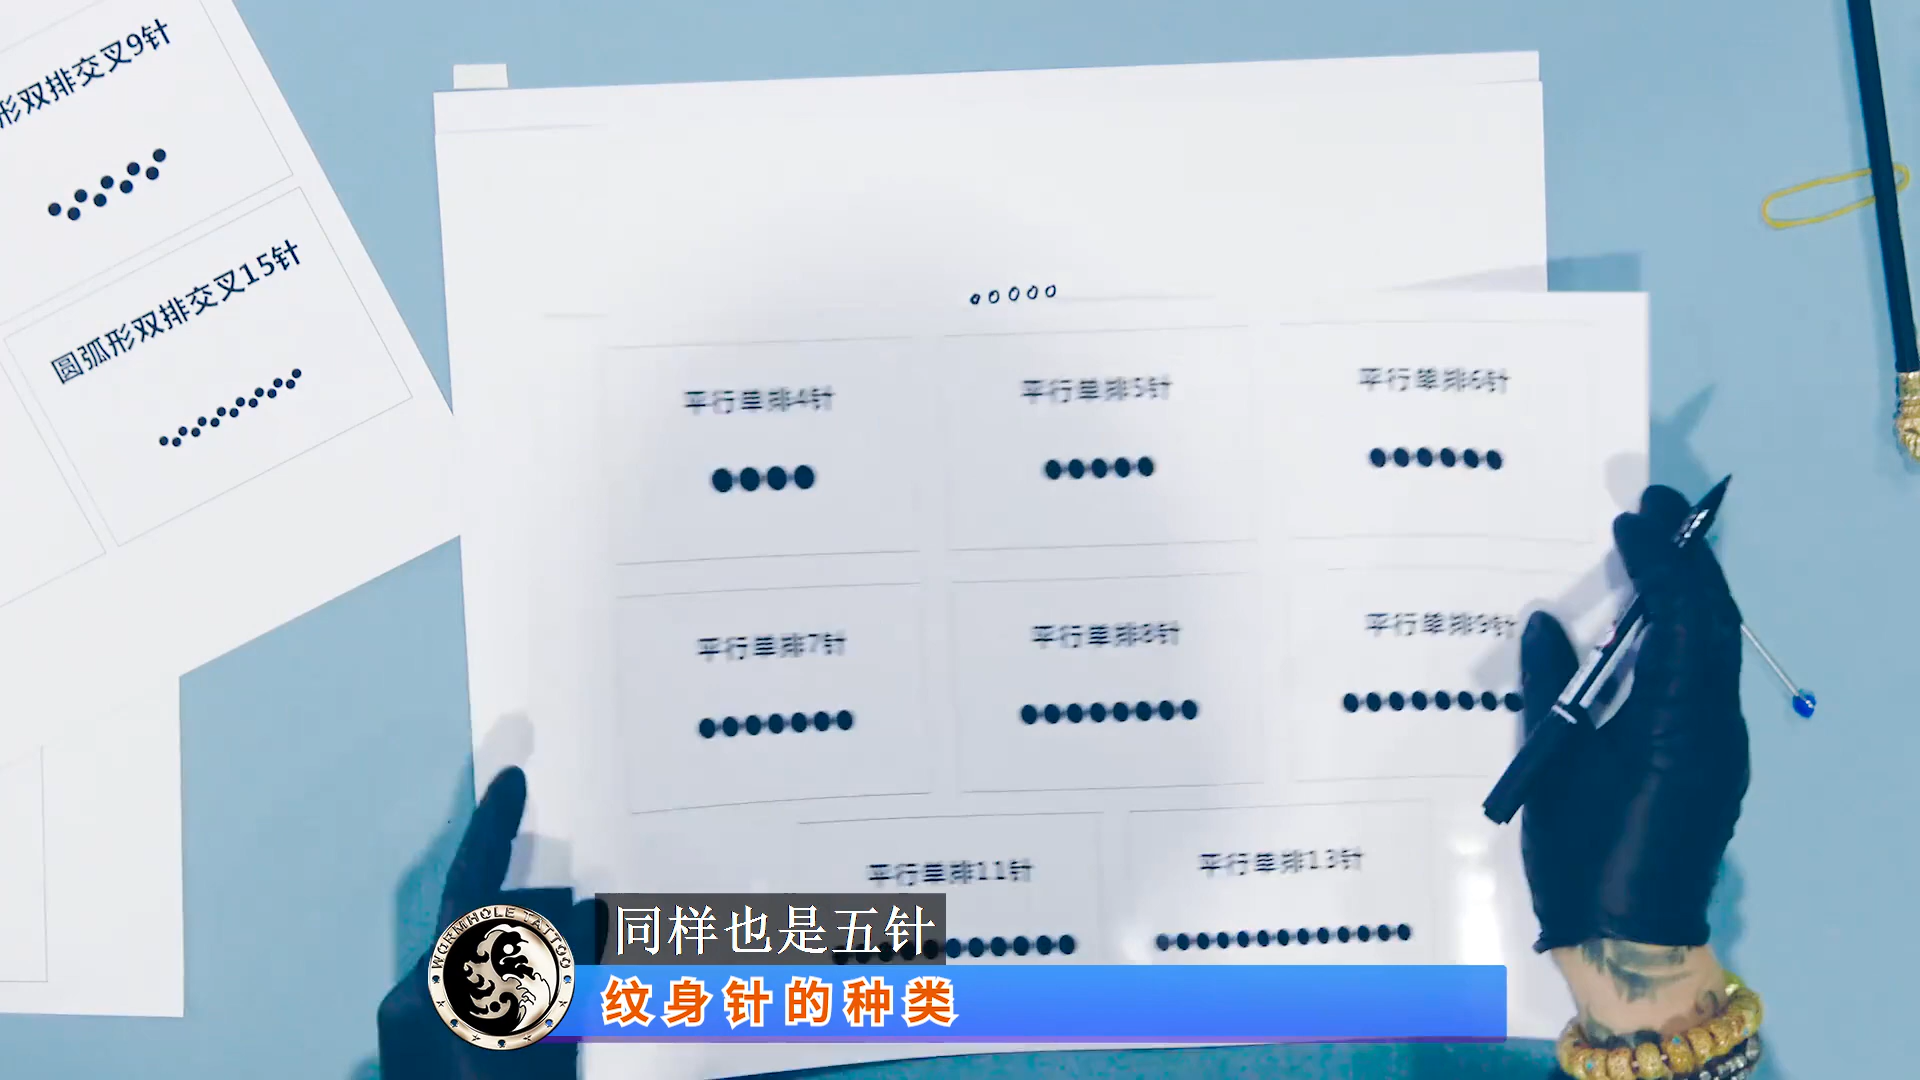 形双排交叉9针
圆弧形双排交叉15针
平行单排4针
平行单排5针
平行单排6针
平行单排7针
平行单排8针
平行单排9针
平行单排11针
平行单排13针
同样也是五针
WORMHOLE TATTOO
纹身针的种类